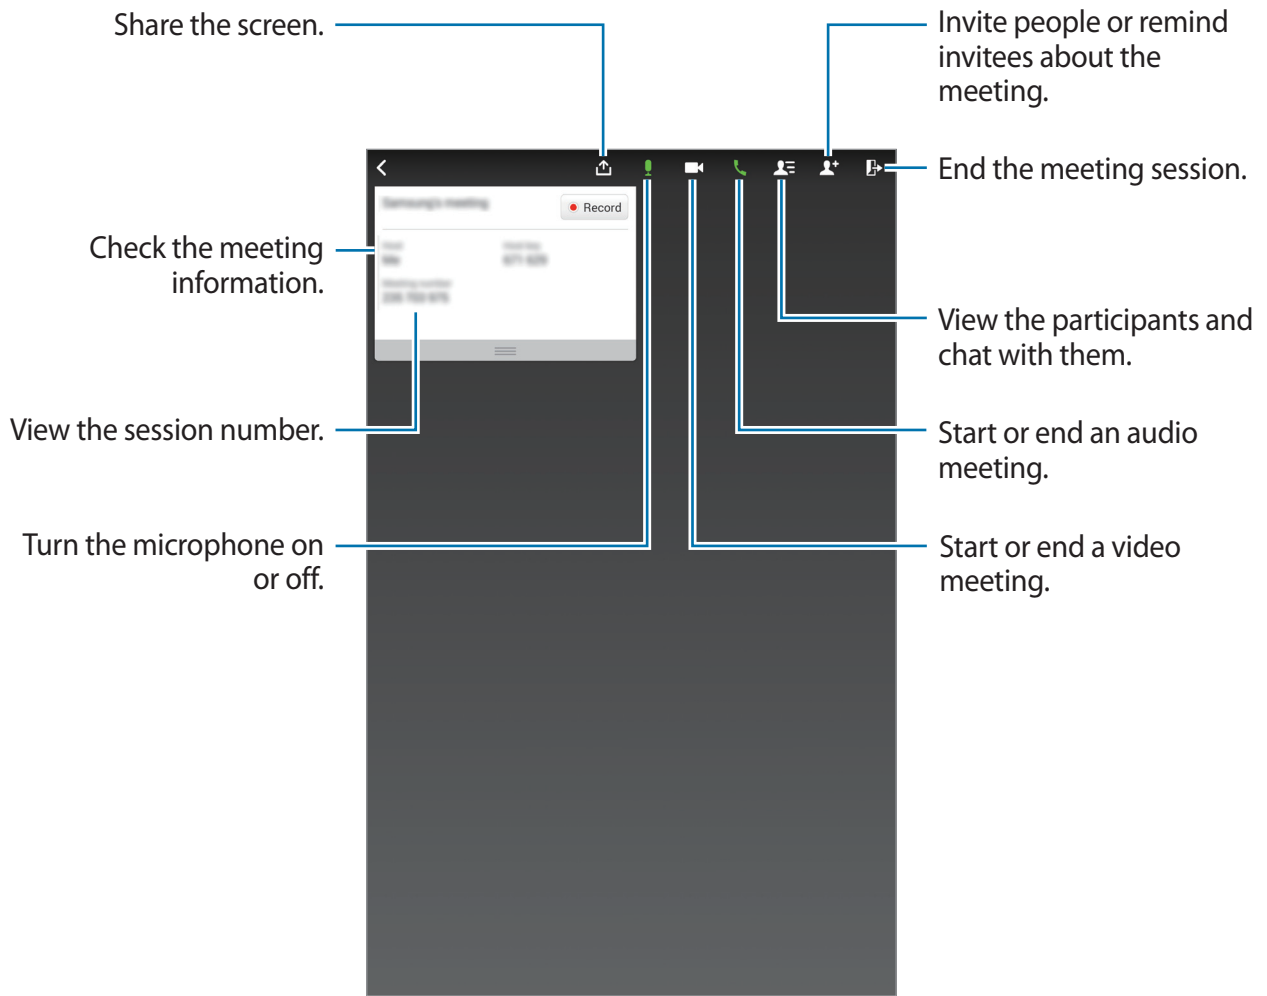 Share the screen.
Invite people or remind
invitees about the
meeting.
End the meeting session.
Record
Check the meeting
information.
View the participants and
chat with them.
View the session number.
Start or end an audio
meeting.
Turn the microphone on
or off.
Start or end a video
meeting.